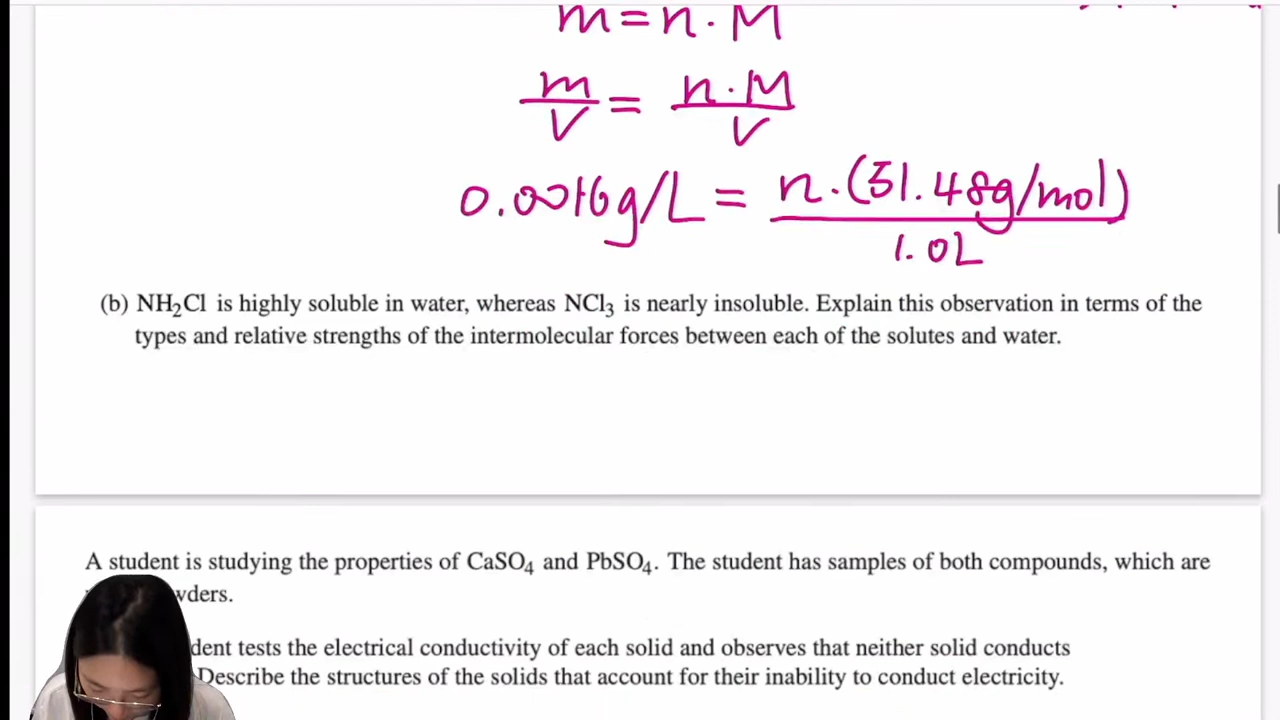 m = n · M
m/V = n · M/V
0.0016g/L = n · (51.48g/mol)/1.0L
(b) NH₂Cl is highly soluble in water, whereas NCl₃ is nearly insoluble. Explain this observation in terms of the
types and relative strengths of the intermolecular forces between each of the solutes and water.
A student is studying the properties of CaSO₄ and PbSO₄. The student has samples of both compounds, which are
wders.
dent tests the electrical conductivity of each solid and observes that neither solid conducts
Describe the structures of the solids that account for their inability to conduct electricity.